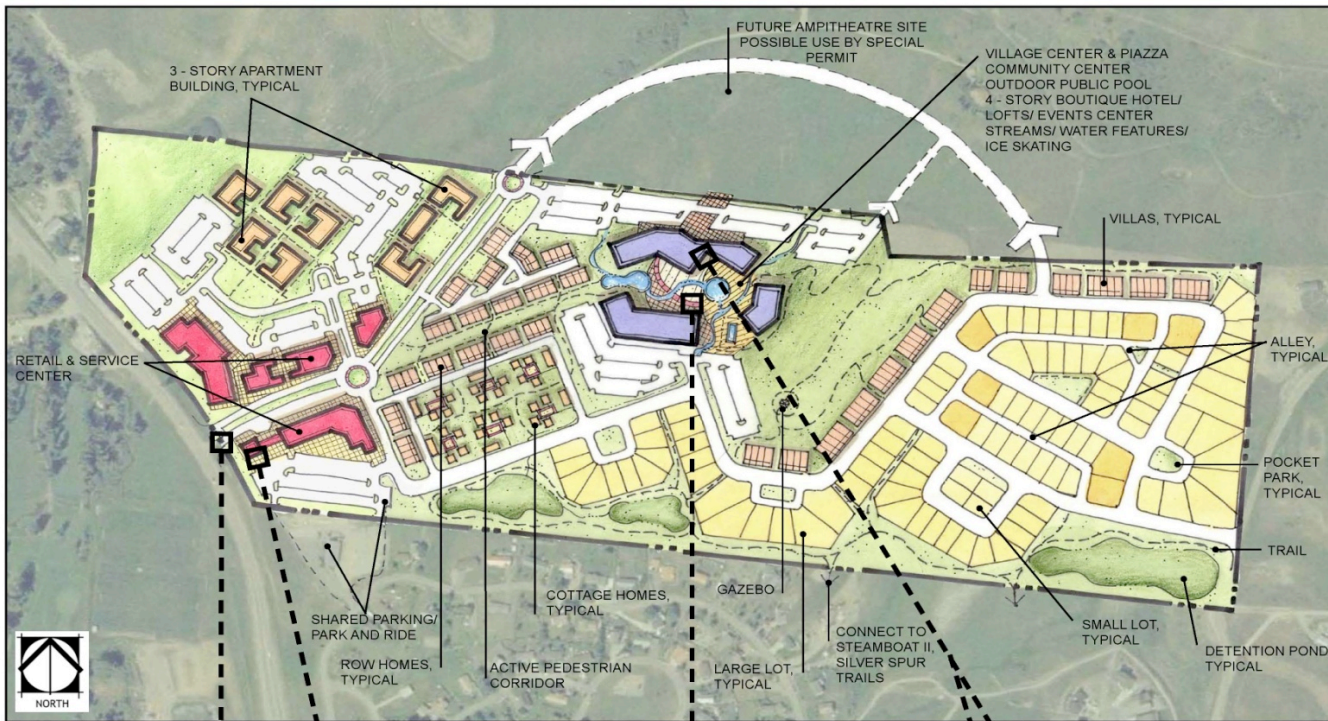 FUTURE AMPITHEATRE SITE
POSSIBLE USE BY SPECIAL
PERMIT
VILLAGE CENTER & PIAZZA
COMMUNITY CENTER
OUTDOOR PUBLIC POOL
4 - STORY BOUTIQUE HOTEL/
LOFTS/ EVENTS CENTER
STREAMS/ WATER FEATURES/
ICE SKATING
3 - STORY APARTMENT
BUILDING, TYPICAL
VILLAS, TYPICAL
RETAIL & SERVICE
CENTER
ALLEY,
TYPICAL
POCKET
PARK,
TYPICAL
TRAIL
SHARED PARKING/
PARK AND RIDE
ROW HOMES,
TYPICAL
ACTIVE PEDESTRIAN
CORRIDOR
COTTAGE HOMES,
TYPICAL
GAZEBO
LARGE LOT,
TYPICAL
CONNECT TO
STEAMBOAT II,
SILVER SPUR
TRAILS
SMALL LOT,
TYPICAL
DETENTION POND,
TYPICAL
NORTH